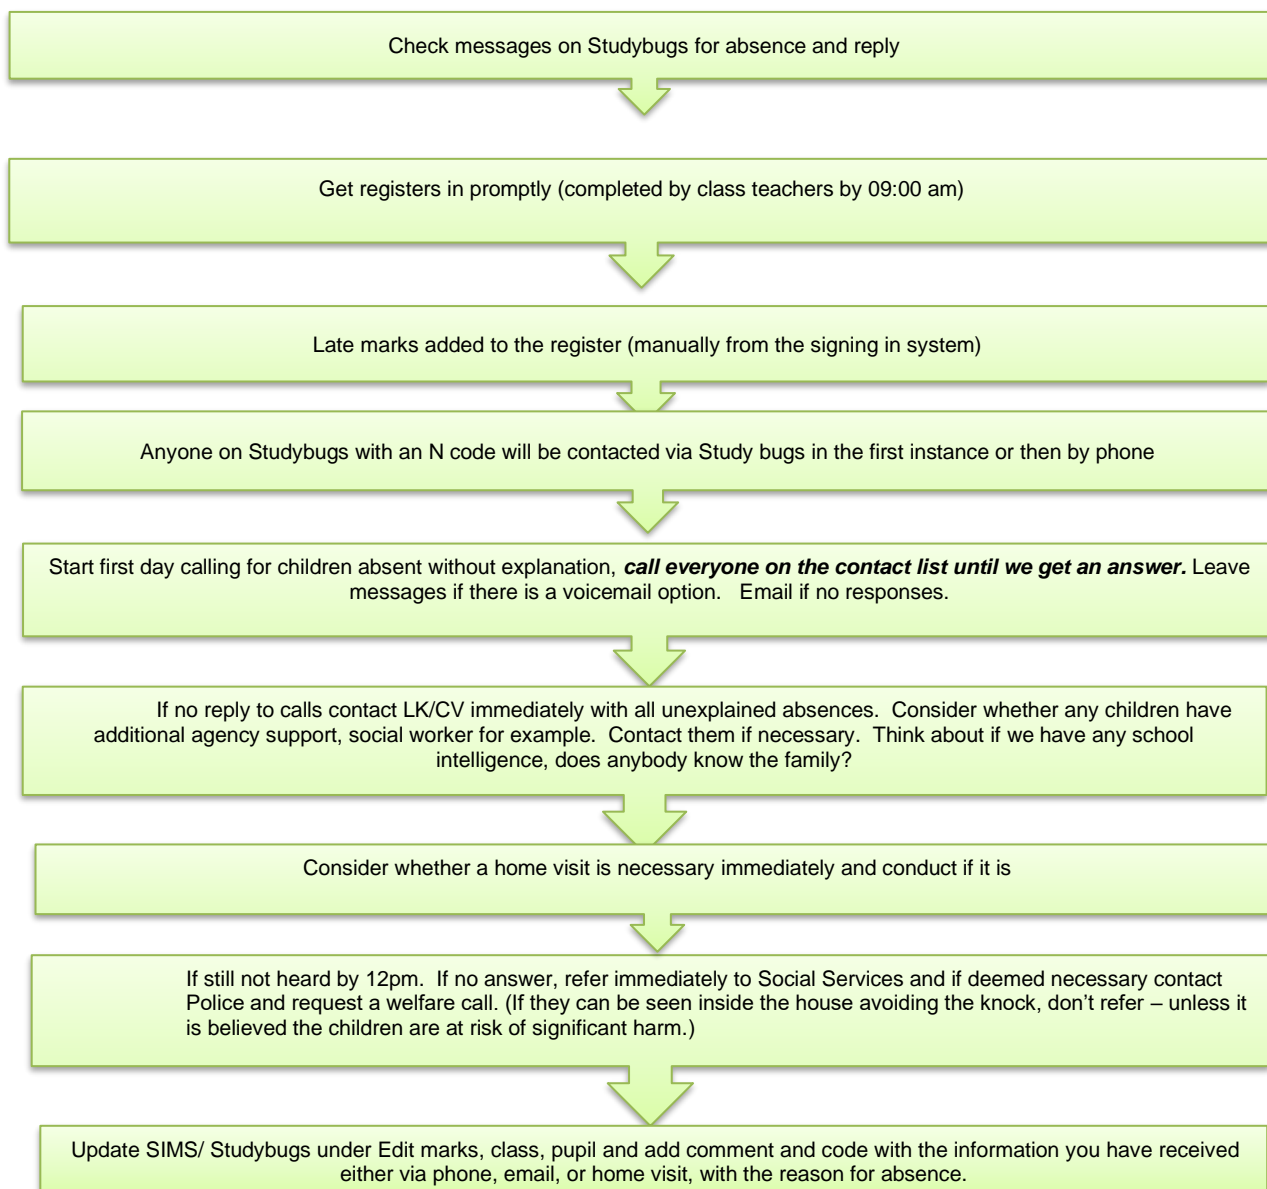 Check messages on Studybugs for absence and reply
Get registers in promptly (completed by class teachers by 09:00 am)
Late marks added to the register (manually from the signing in system)
Anyone on Studybugs with an N code will be contacted via Study bugs in the first instance or then by phone
Start first day calling for children absent without explanation, call everyone on the contact list until we get an answer. Leave
messages if there is a voicemail option.   Email if no responses.
If no reply to calls contact LK/CV immediately with all unexplained absences.  Consider whether any children have
additional agency support, social worker for example.  Contact them if necessary.  Think about if we have any school
intelligence, does anybody know the family?
Consider whether a home visit is necessary immediately and conduct if it is
If still not heard by 12pm.  If no answer, refer immediately to Social Services and if deemed necessary contact
Police and request a welfare call. (If they can be seen inside the house avoiding the knock, don’t refer – unless it
is believed the children are at risk of significant harm.)
Update SIMS/ Studybugs under Edit marks, class, pupil and add comment and code with the information you have received
either via phone, email, or home visit, with the reason for absence.